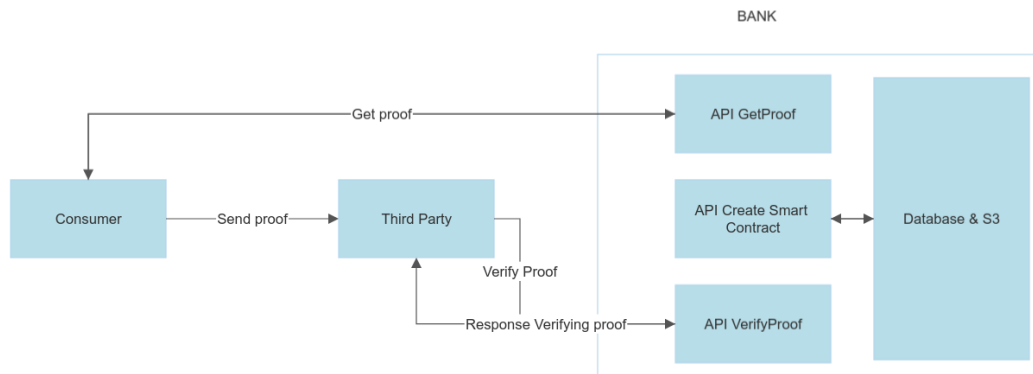 BANK
Get proof
API GetProof
Consumer
Send proof
Third Party
API Create Smart
Contract
Database & S3
Verify Proof
Response Verifying proof
API VerifyProof